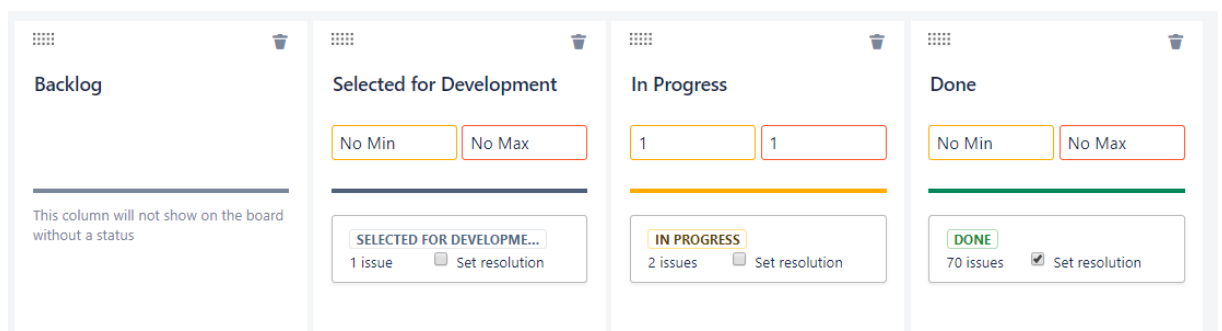 Backlog
This column will not show on the board
without a status
Selected for Development
No Min No Max
SELECTED FOR DEVELOPME...
1 issue Set resolution
In Progress
1 1
IN PROGRESS
2 issues Set resolution
Done
No Min No Max
DONE
70 issues Set resolution